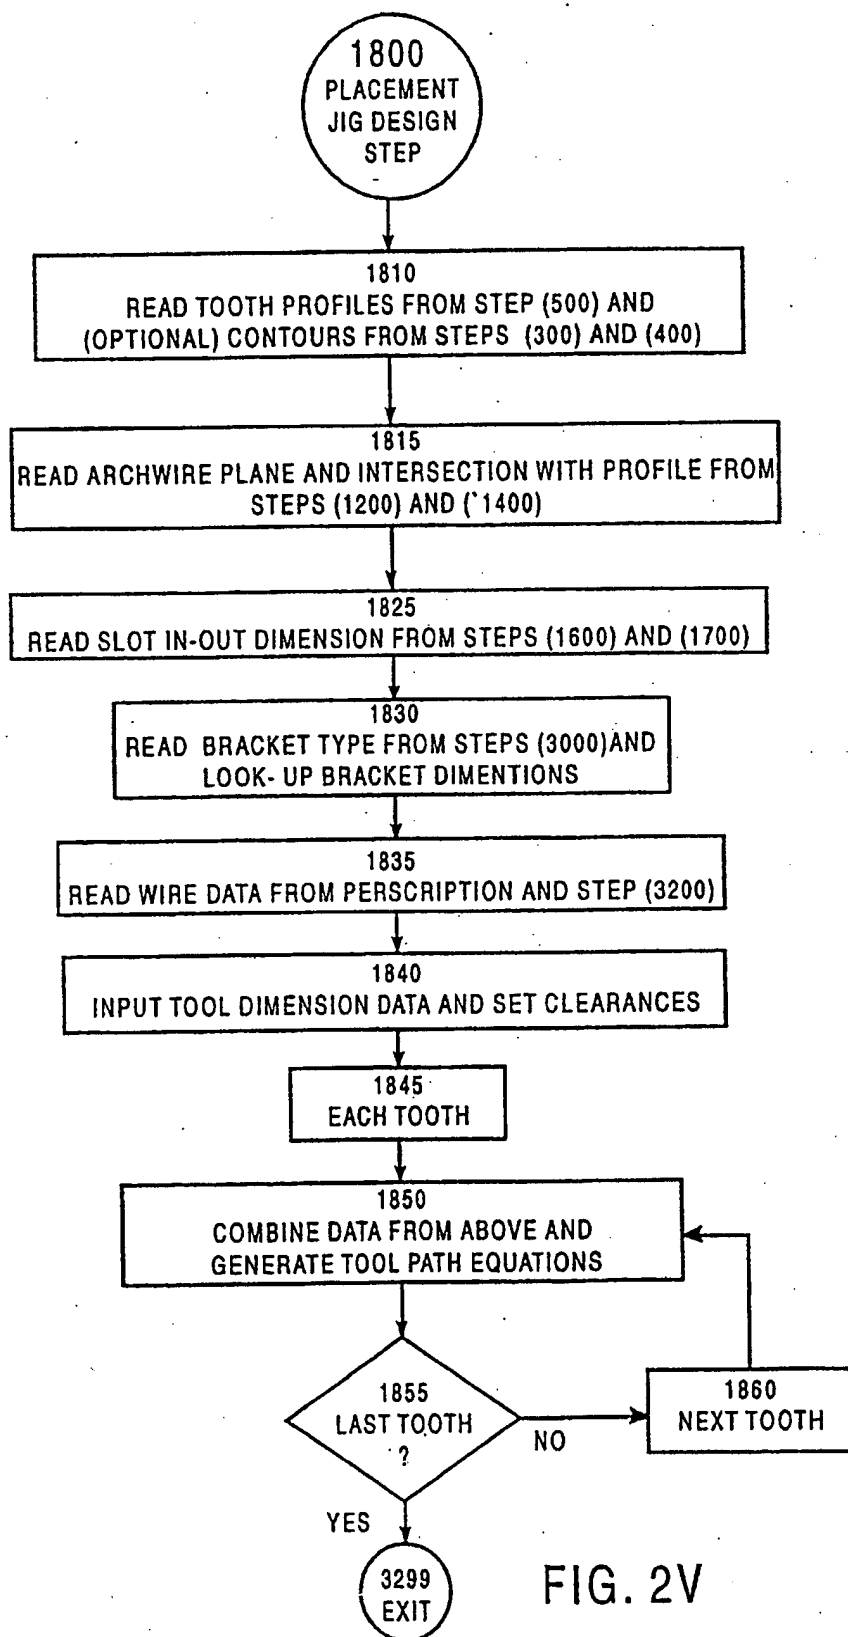 1800
PLACEMENT
JIG DESIGN
STEP
1810
READ TOOTH PROFILES FROM STEP (500) AND
(OPTIONAL) CONTOURS FROM STEPS (300) AND (400)
1815
READ ARCHWIRE PLANE AND INTERSECTION WITH PROFILE FROM
STEPS (1200) AND (`1400)
1825
READ SLOT IN-OUT DIMENSION FROM STEPS (1600) AND (1700)
1830
READ BRACKET TYPE FROM STEPS (3000)AND
LOOK- UP BRACKET DIMENTIONS
1835
READ WIRE DATA FROM PERSCRIPTION AND STEP (3200)
1840
INPUT TOOL DIMENSION DATA AND SET CLEARANCES
1845
EACH TOOTH
1850
COMBINE DATA FROM ABOVE AND
GENERATE TOOL PATH EQUATIONS
1855
LAST TOOTH
?
NO
1860
NEXT TOOTH
YES
3299
EXIT
FIG. 2V